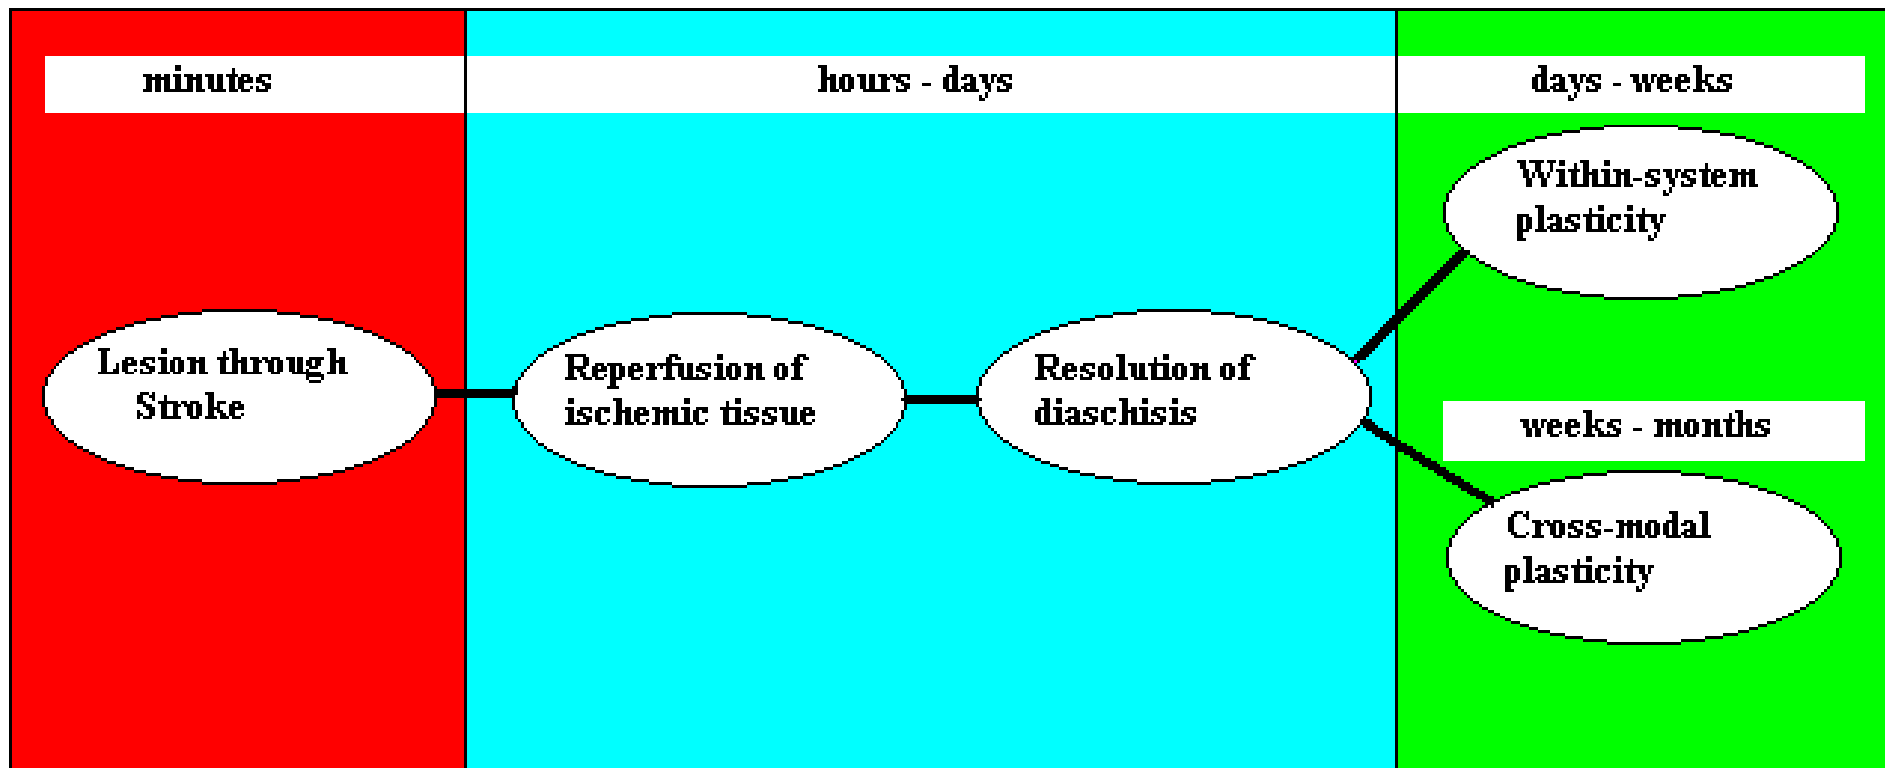 minutes
hours - days
days - weeks
Within-system
plasticity
Lesion through
Stroke
Reperfusion of
ischemic tissue
Resolution of
diaschisis
weeks - months
Cross-modal
plasticity